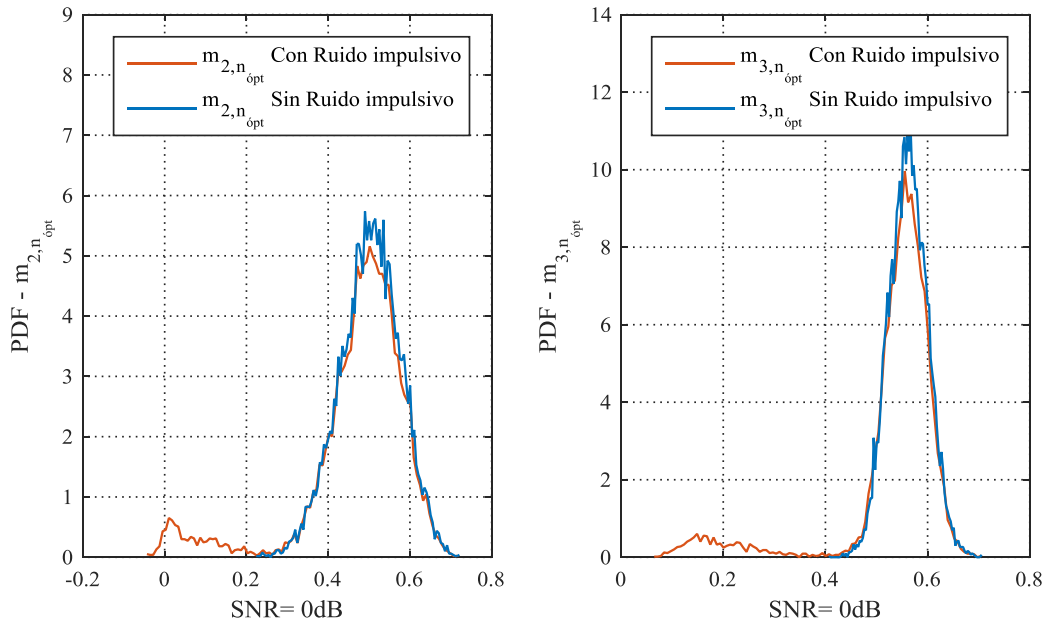 9
8
7
6
5
4
3
2
1
0
PDF - m2,nópt
m2,nópt Con Ruido impulsivo
m2,nópt Sin Ruido impulsivo
-0.2 0 0.2 0.4 0.6 0.8
SNR= 0dB
14
12
10
8
6
4
2
0
PDF - m3,nópt
m3,nópt Con Ruido impulsivo
m3,nópt Sin Ruido impulsivo
0 0.2 0.4 0.6 0.8
SNR= 0dB